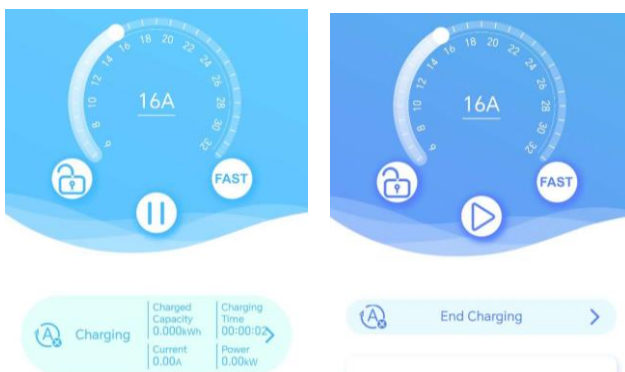 6 8 10 12 14 16 18 20 22 24 26 28 30 32
16A
FAST
A
Charging
Charged
Capacity
0.000kWh
Charging
Time
00:00:02
Current
0.00A
Power
0.00kW
6 8 10 12 14 16 18 20 22 24 26 28 30 32
16A
FAST
A
End Charging